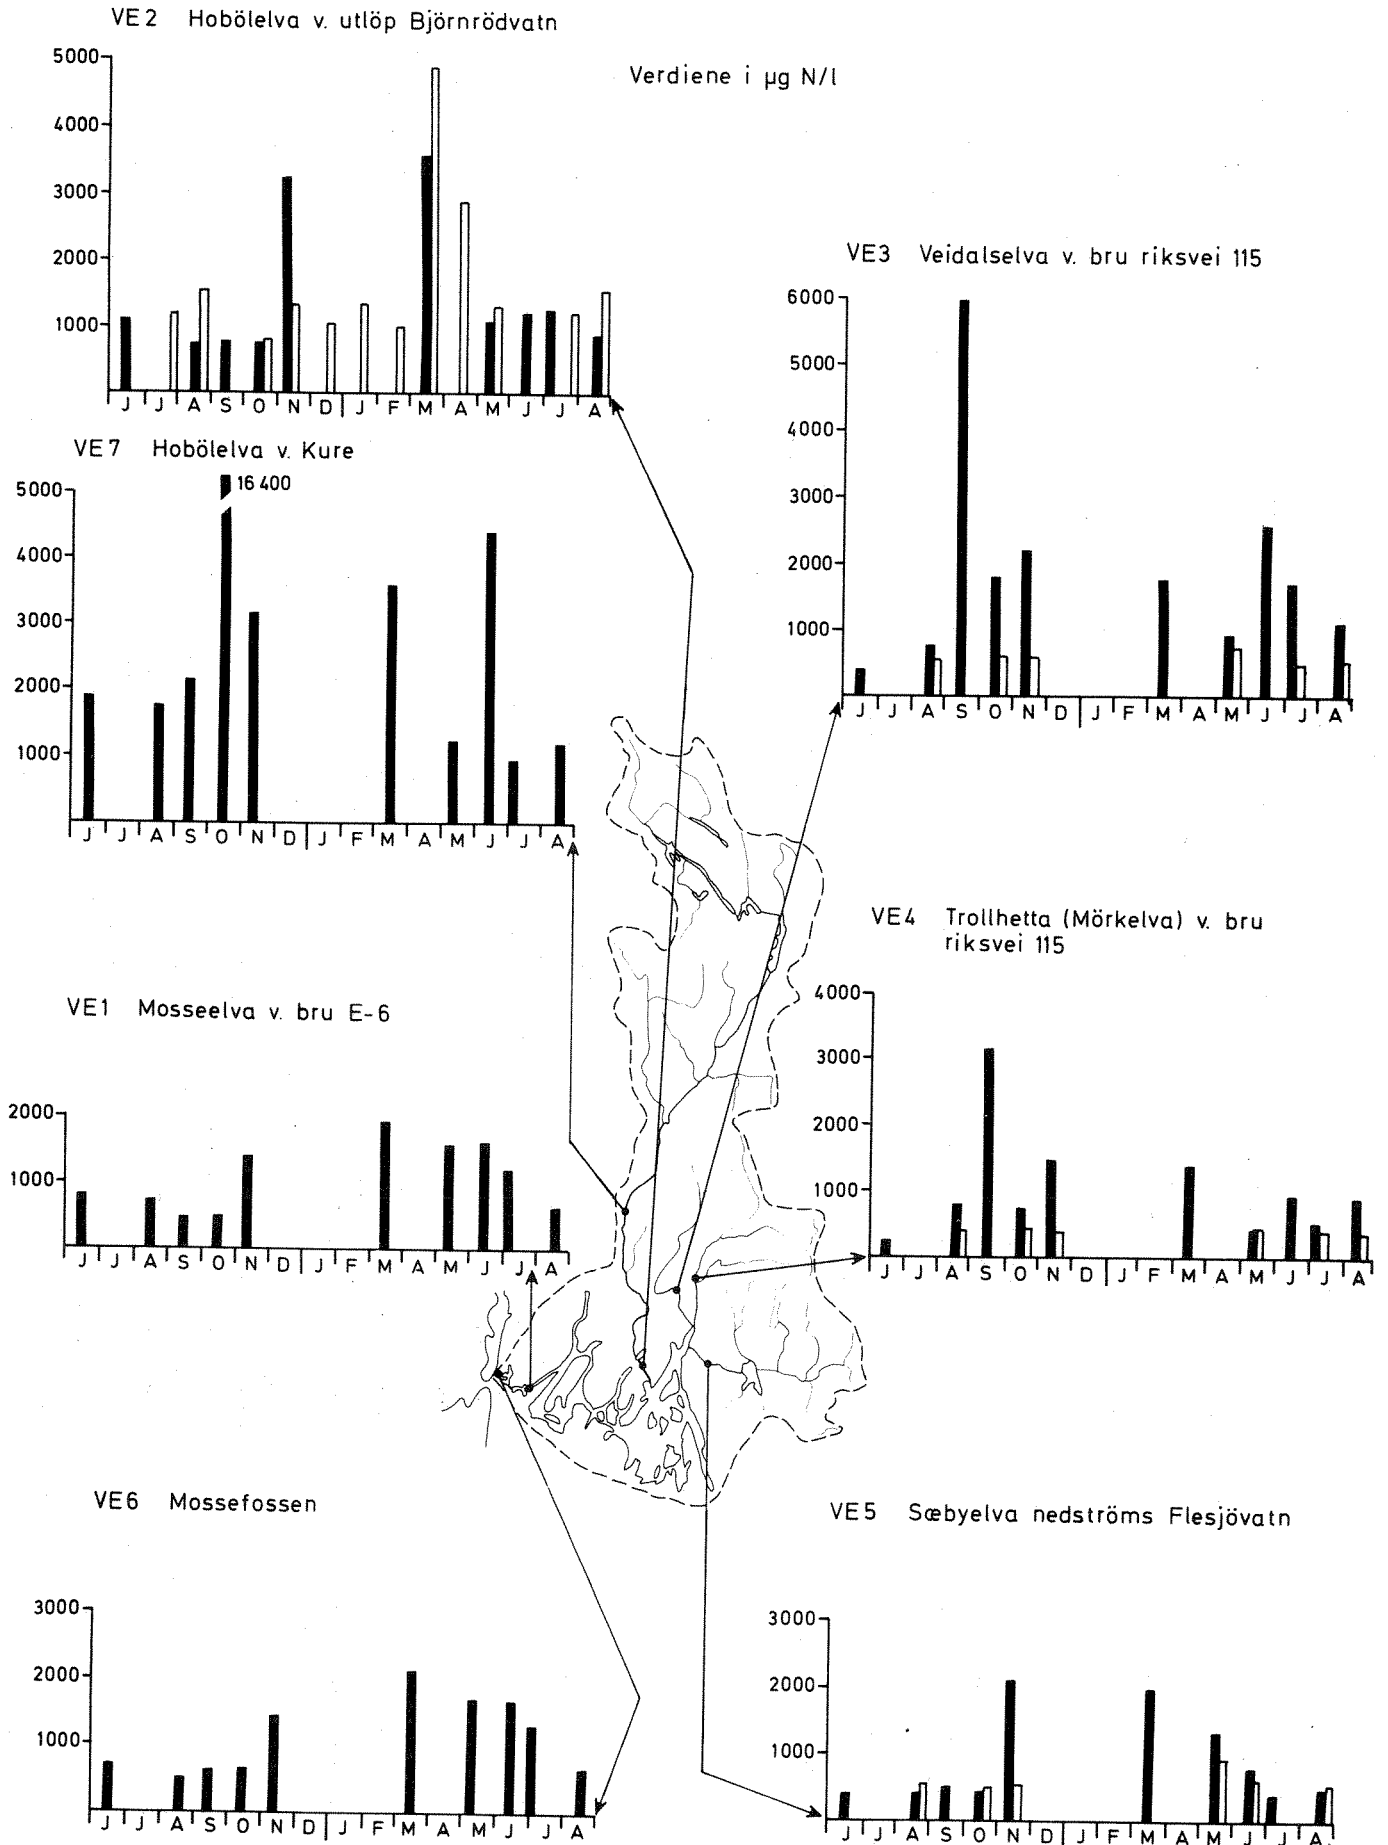 VE2 Hobölelva v. utlöp Björnrödvatn
Verdiene i µg N/l
5000
4000
3000
2000
1000
J J A S O N D J F M A M J J A
VE3 Veidalselva v. bru riksvei 115
6000
5000
4000
3000
2000
1000
J J A S O N D J F M A M J J A
VE7 Hobölelva v. Kure
16 400
5000
4000
3000
2000
1000
J J A S O N D J F M A M J J A
VE4 Trollhetta (Mörkelva) v. bru
riksvei 115
4000
3000
2000
1000
J J A S O N D J F M A M J J A
VE1 Mosseelva v. bru E-6
2000
1000
J J A S O N D J F M A M J J A
VE6 Mossefossen
3000
2000
1000
J J A S O N D J F M A M J J A
VE5 Sæbyelva nedströms Flesjövatn
3000
2000
1000
J J A S O N D J F M A M J J A